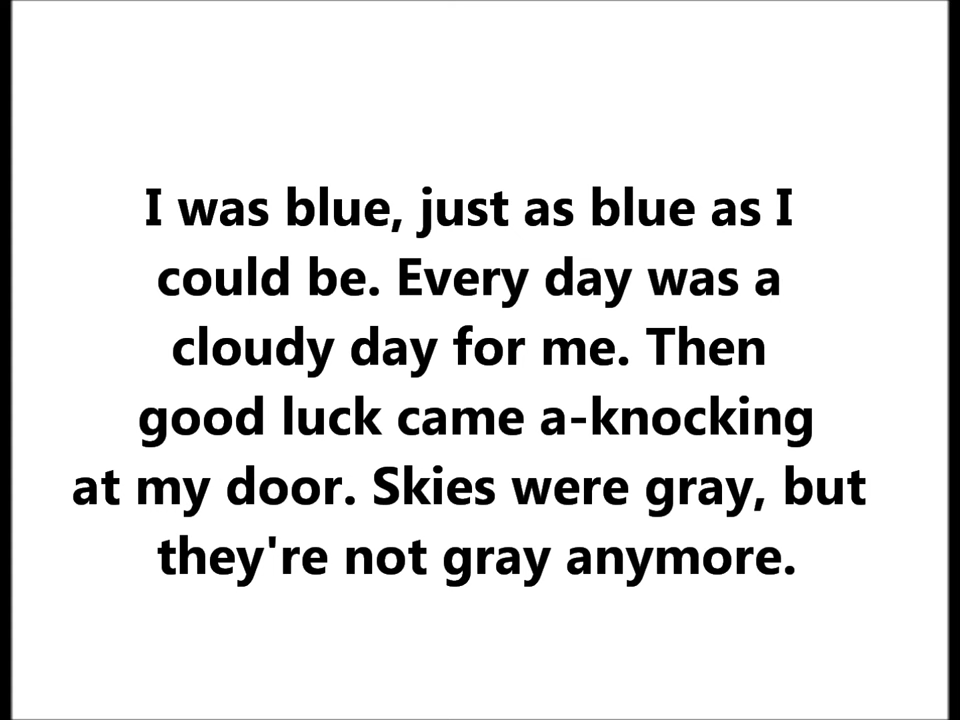 I was blue, just as blue as I
could be. Every day was a
cloudy day for me. Then
good luck came a-knocking
at my door. Skies were gray, but
they're not gray anymore.